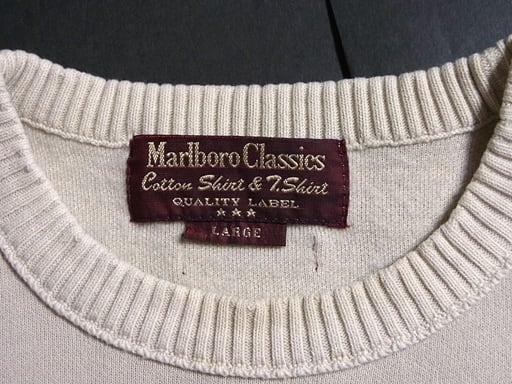 Marlboro Classics
Cotton Shirt & T.Shirt
QUALITY LABEL
★ ★ ★
LARGE